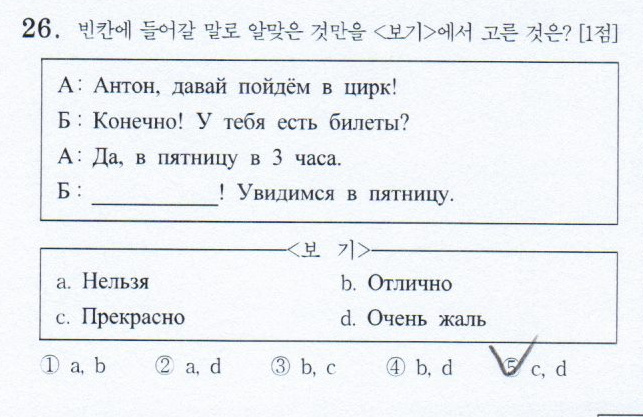 26. 빈칸에 들어갈 말로 알맞은 것만을 <보기>에서 고른 것은? [1점]
А: Антон, давай пойдём в цирк!
Б: Конечно! У тебя есть билеты?
А: Да, в пятницу в 3 часа.
Б: __________! Увидимся в пятницу.
<보 기>
a. Нельзя b. Отлично
c. Прекрасно d. Очень жаль
① a, b ② a, d ③ b, c ④ b, d ⑤ c, d